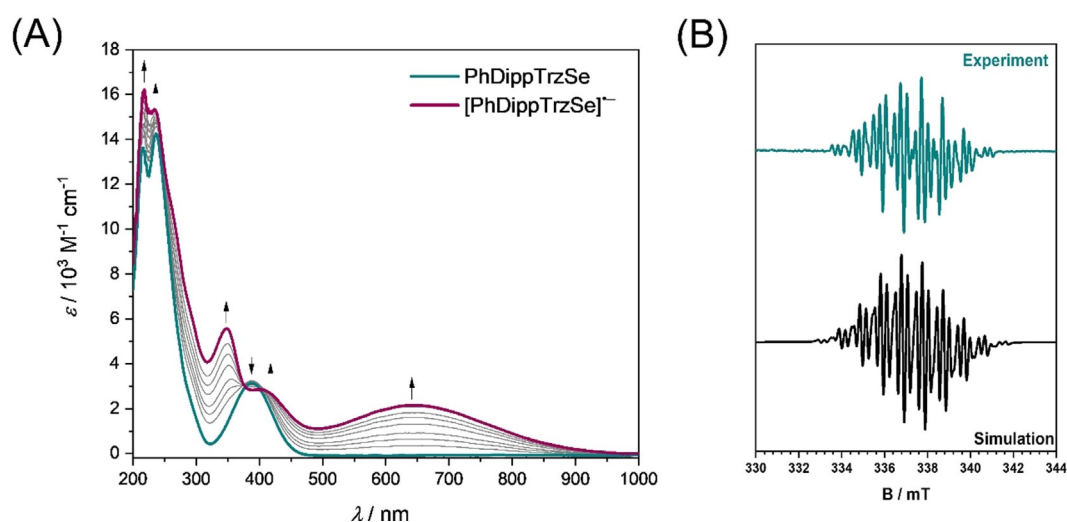 (A)
18
16
14
12
10
8
6
4
2
0
ε / 10³ M⁻¹ cm⁻¹
PhDippTrzSe
[PhDippTrzSe]•–
200 300 400 500 600 700 800 900 1000
λ / nm
(B)
Experiment
Simulation
330 332 334 336 338 340 342 344
B / mT